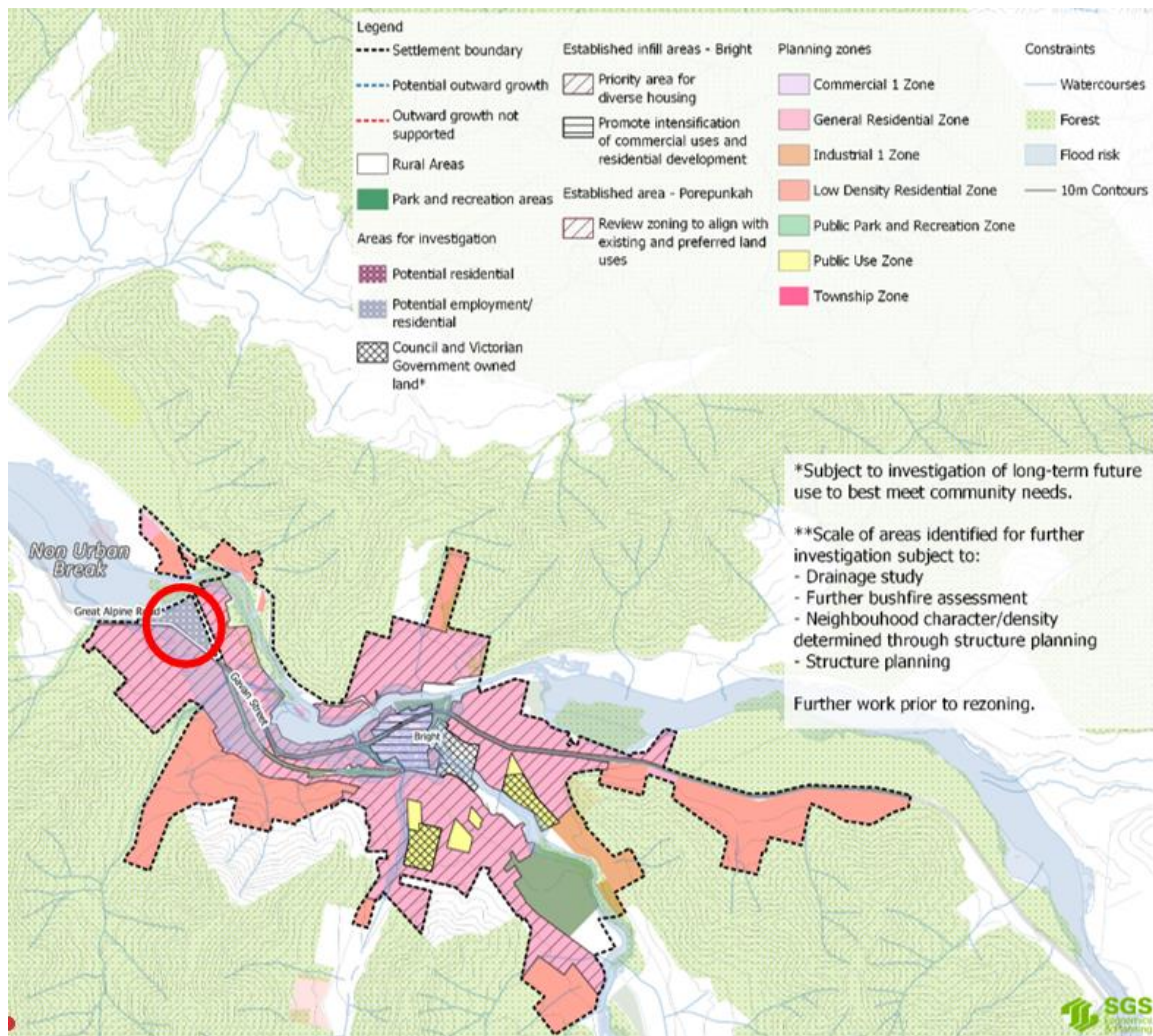 Legend
Settlement boundary
Potential outward growth
Outward growth not
supported
Rural Areas
Park and recreation areas
Areas for investigation
Potential residential
Potential employment/
residential
Council and Victorian
Government owned
land*
Established infill areas - Bright
Priority area for
diverse housing
Promote intensification
of commercial uses and
residential development
Established area - Porepunkah
Review zoning to align with
existing and preferred land
uses
Planning zones
Commercial 1 Zone
General Residential Zone
Industrial 1 Zone
Low Density Residential Zone
Public Park and Recreation Zone
Public Use Zone
Township Zone
Constraints
Watercourses
Forest
Flood risk
10m Contours
*Subject to investigation of long-term future
use to best meet community needs.
**Scale of areas identified for further
investigation subject to:
- Drainage study
- Further bushfire assessment
- Neighbouhood character/density
determined through structure planning
- Structure planning
Further work prior to rezoning.
Non Urban
Break
Great Alpine Road
Gavan Street
Bright
SGS
Economics
& Planning